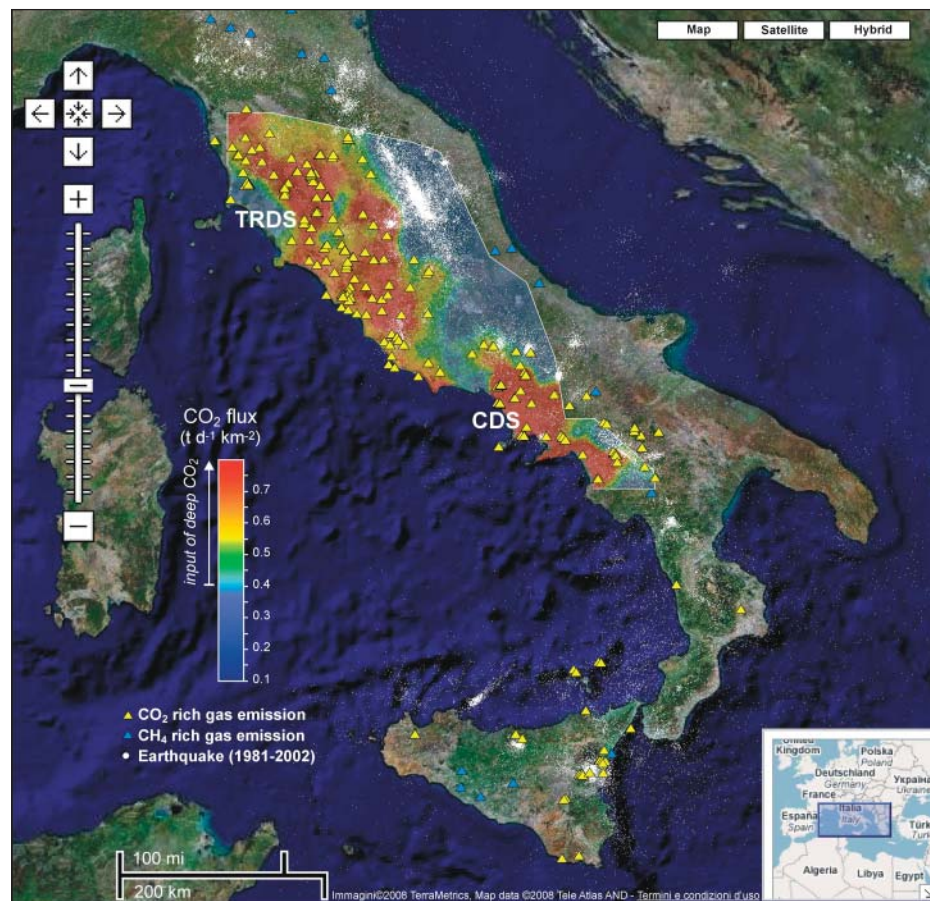 Map
Satellite
Hybrid
TRDS
CDS
CO₂ flux
(t d⁻¹ km⁻²)
input of deep CO₂
0.7
0.6
0.5
0.4
0.3
0.2
0.1
CO₂ rich gas emission
CH₄ rich gas emission
Earthquake (1981-2002)
100 mi
200 km
Immagini©2008 TerraMetrics, Map data ©2008 Tele Atlas AND - Termini e condizioni d'uso
United
Kingdom
Polska
Poland
Deutschland
Germany
Україна
Ukraine
France
Italia
Italy
España
Spain
Algeria
Libya
Egypt